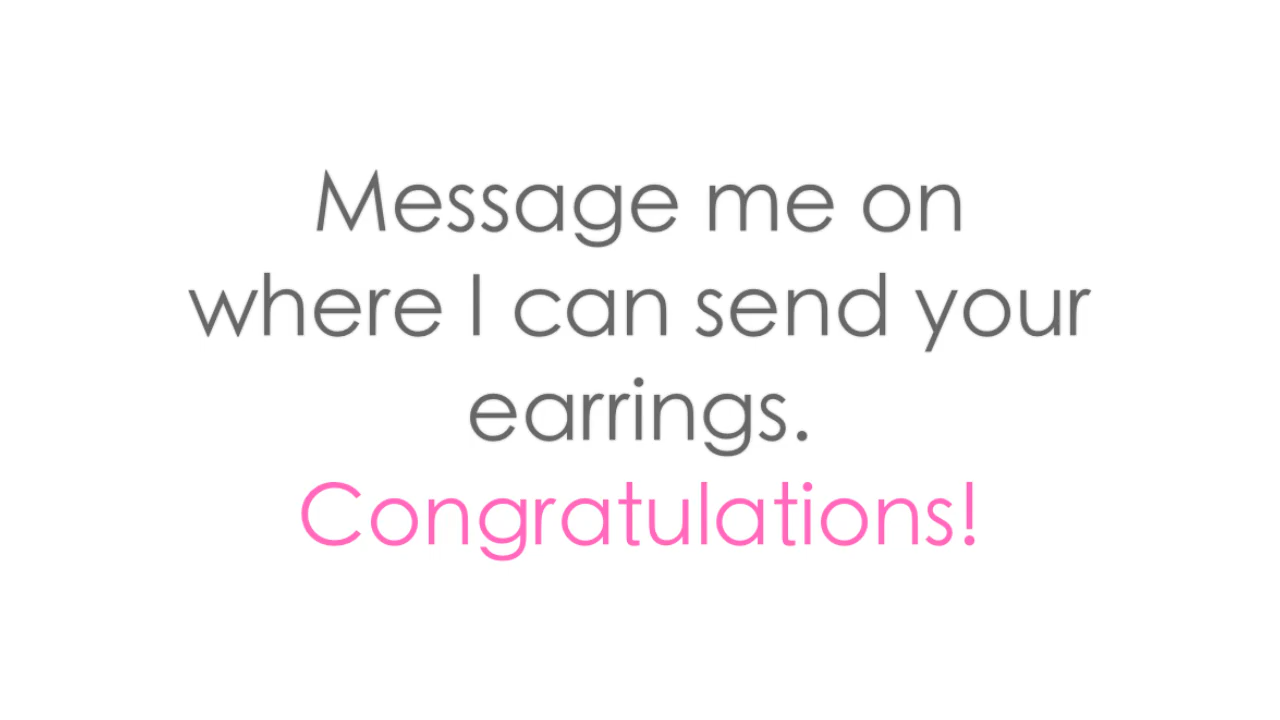 Message me on
where I can send your
earrings.
Congratulations!